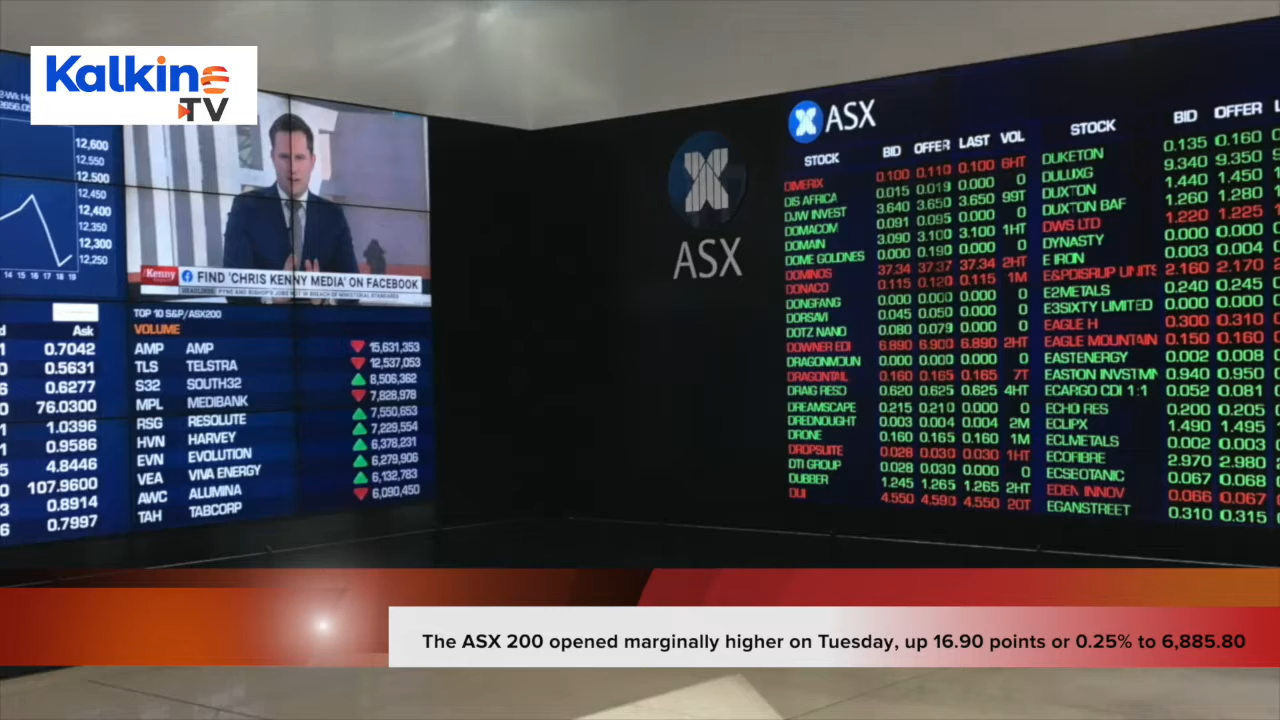 Kalkine
TV
12,600
12,550
12,500
12,450
12,400
12,350
12,300
12,250
14 15 16 17 18 19
Kenny
FIND 'CHRIS KENNY MEDIA' ON FACEBOOK
HEADLINES PYNE AND BISHOP'S JOBS NOT IN BREACH OF MINISTERIAL STANDARDS
Ask
0.7042
0.5631
0.6277
76.0300
1.0396
0.9586
4.8446
107.9600
0.8914
0.7997
TOP 10 S&P/ASX200
VOLUME
AMP AMP 15,631,353
TLS TELSTRA 12,537,053
S32 SOUTH32 8,506,362
MPL MEDIBANK 7,828,978
RSG RESOLUTE 7,550,653
HVN HARVEY 7,229,554
EVN EVOLUTION 6,378,231
VEA VIVA ENERGY 6,279,906
AWC ALUMINA 6,132,783
TAH TABCORP 6,090,450
ASX
ASX
STOCK BID OFFER LAST VOL
DIMERIX 0.100 0.110 0.100 6HT
DIS AFRICA 0.015 0.019 0.000 0
DJW INVEST 3.640 3.650 3.650 99T
DOMACOM 0.091 0.095 0.000 0
DOMAIN 3.090 3.100 3.100 1HT
DOME GOLDNES 0.000 0.190 0.000 0
DOMINOS 37.34 37.37 37.34 2HT
DONACO 0.115 0.120 0.115 1M
DONGFANG 0.000 0.000 0.000 0
DORSAVI 0.045 0.050 0.000 0
DOTZ NANO 0.080 0.079 0.000 0
DOWNER EDI 6.890 6.900 6.890 2HT
DRAGONMOUN 0.000 0.000 0.000 0
DRAGONTAIL 0.160 0.165 0.165 7T
DRAIG RESO 0.620 0.625 0.625 4HT
DREAMSCAPE 0.215 0.210 0.000 0
DREDNOUGHT 0.003 0.004 0.004 2M
DRONE 0.160 0.165 0.160 1M
DROPSUITE 0.028 0.030 0.030 1HT
DTI GROUP 0.028 0.030 0.000 0
DUBBER 1.245 1.265 1.265 2HT
DUI 4.550 4.590 4.550 20T
STOCK BID OFFER
DUKETON 0.135 0.160
DULUXG 9.340 9.350
DUXTON 1.440 1.450
DUXTON BAF 1.260 1.280
DWS LTD 1.220 1.225
DYNASTY 0.000 0.000
E IRON 0.003 0.004
E&PDISRUP UNITS 2.160 2.170
E2METALS 0.240 0.245
E3SIXTY LIMITED 0.000 0.000
EAGLE H 0.300 0.310
EAGLE MOUNTAIN 0.150 0.160
EASTENERGY 0.002 0.008
EASTON INVSTMN 0.940 0.950
ECARGO CDI 1:1 0.052 0.081
ECHO RES 0.200 0.205
ECLIPX 1.490 1.495
ECLMETALS 0.002 0.003
ECOFIBRE 2.970 2.980
ECSEOTANIC 0.067 0.068
EDEN INNOV 0.066 0.067
EGANSTREET 0.310 0.315
The ASX 200 opened marginally higher on Tuesday, up 16.90 points or 0.25% to 6,885.80